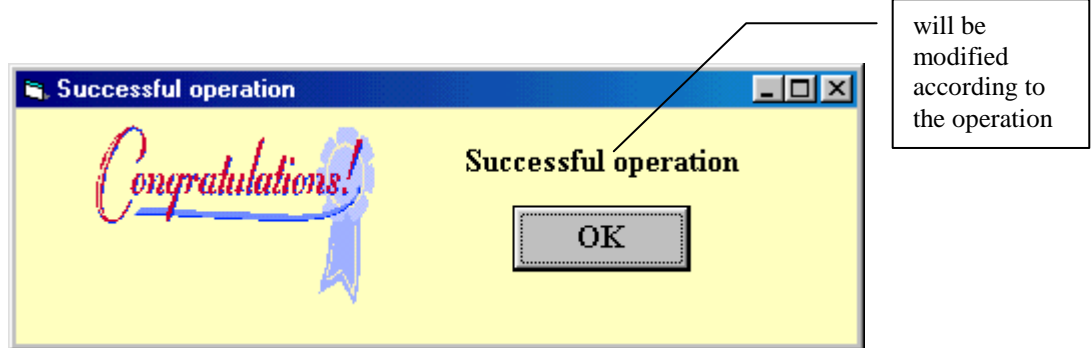 will be
modified
according to
the operation
Successful operation
Congratulations!
Successful operation
OK